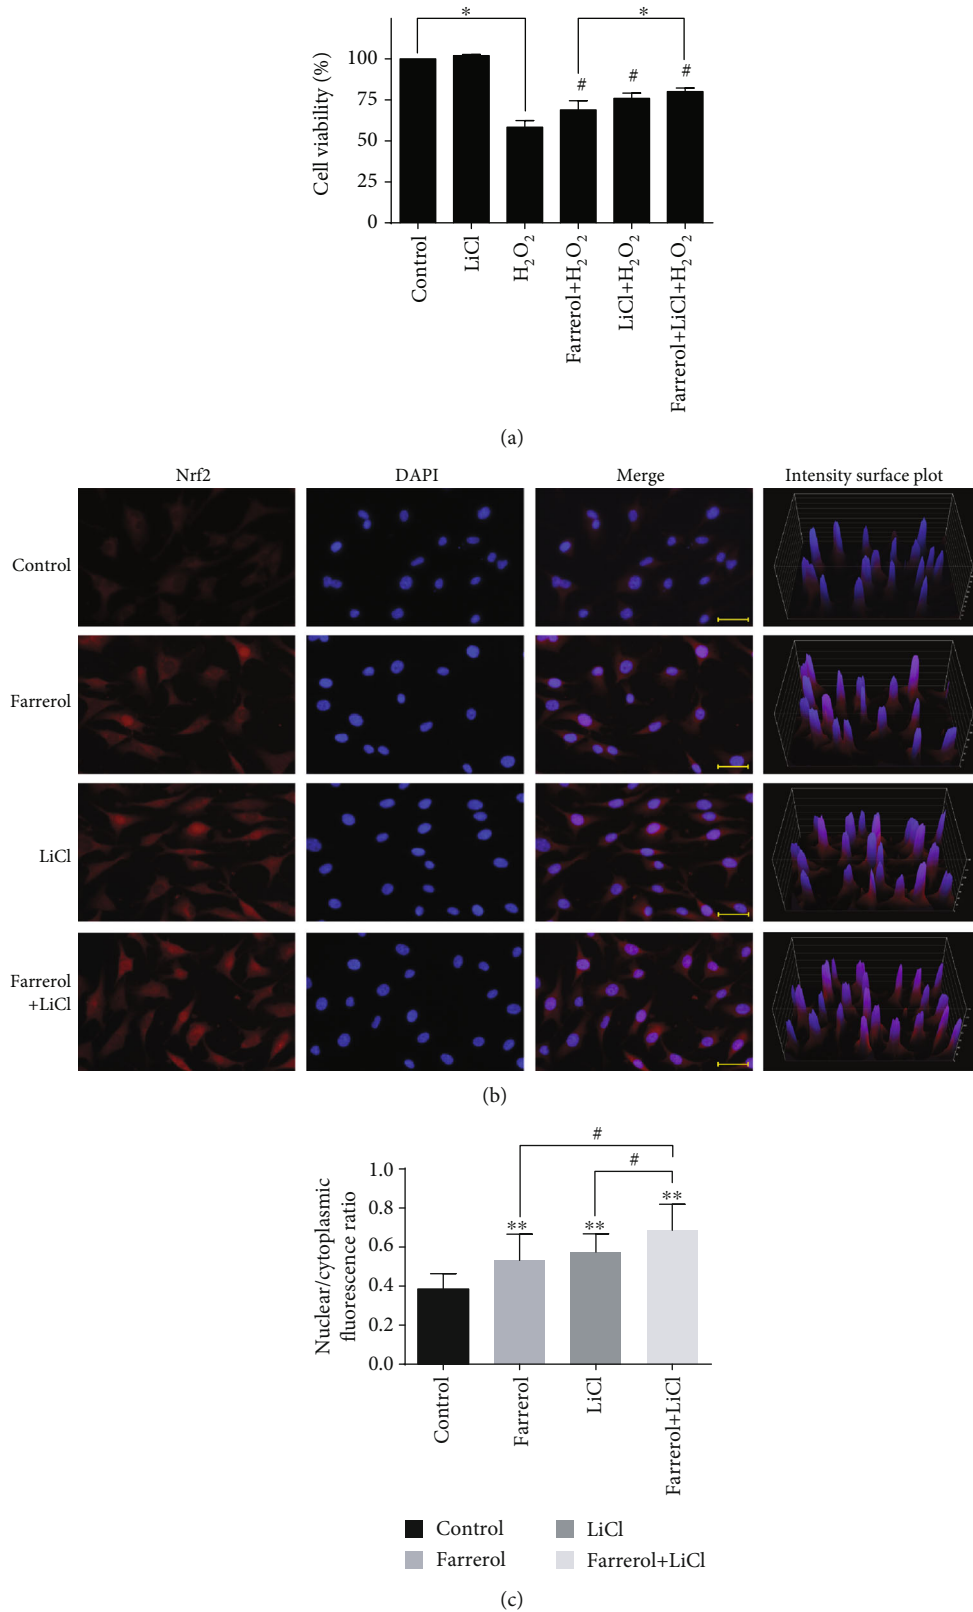 Cell viability (%)
100
75
50
25
0
*
*
#
#
#
Control
LiCl
H₂O₂
Farrerol+H₂O₂
LiCl+H₂O₂
Farrerol+LiCl+H₂O₂
(a)
Nrf2
DAPI
Merge
Intensity surface plot
Control
Farrerol
LiCl
Farrerol
+LiCl
(b)
Nuclear/cytoplasmic
fluorescence ratio
1.0
0.8
0.6
0.4
0.2
0.0
#
#
**
**
**
Control
Farrerol
LiCl
Farrerol+LiCl
Control
LiCl
Farrerol
Farrerol+LiCl
(c)